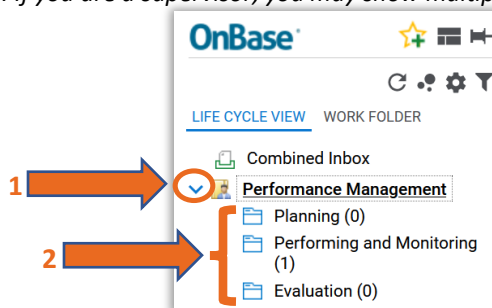 If you are a supervisor, you may show multip
OnBase
LIFE CYCLE VIEW WORK FOLDER
Combined Inbox
1
Performance Management
Planning (0)
Performing and Monitoring
2
(1)
Evaluation (0)